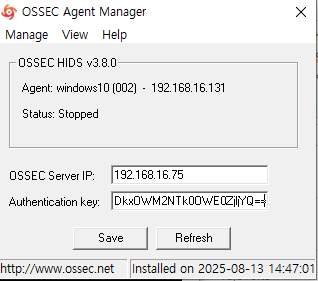 OSSEC Agent Manager
Manage View Help
OSSEC HIDS v3.8.0
Agent: windows10 (002) - 192.168.16.131
Status: Stopped
OSSEC Server IP: 192.168.16.75
Authentication key:
Save Refresh
http://www.ossec.net Installed on 2025-08-13 14:47:01